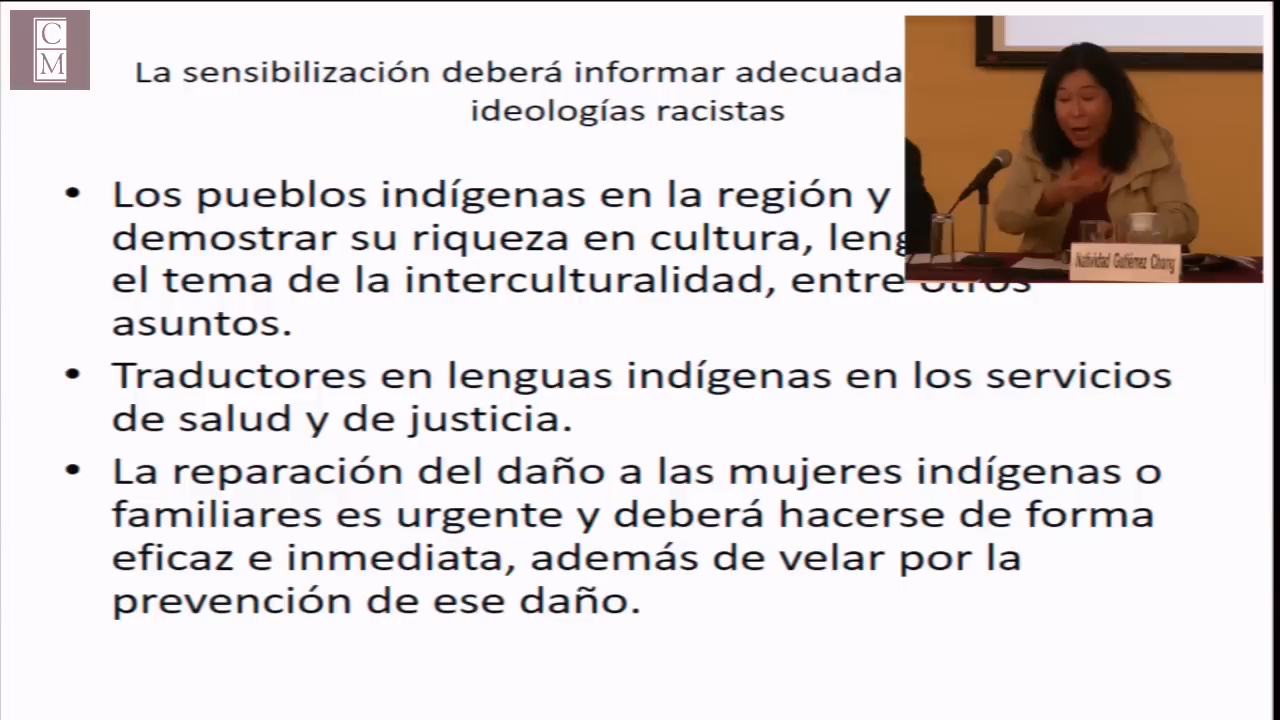 C
M
La sensibilización deberá informar adecuada
ideologías racistas
• Los pueblos indígenas en la región y
demostrar su riqueza en cultura,
el tema de la interculturalidad, entre otros
asuntos.
• Traductores en lenguas indígenas en los servicios
de salud y de justicia.
• La reparación del daño a las mujeres indígenas o
familiares es urgente y deberá hacerse de forma
eficaz e inmediata, además de velar por la
prevención de ese daño.
Natividad Gutiérrez Chong